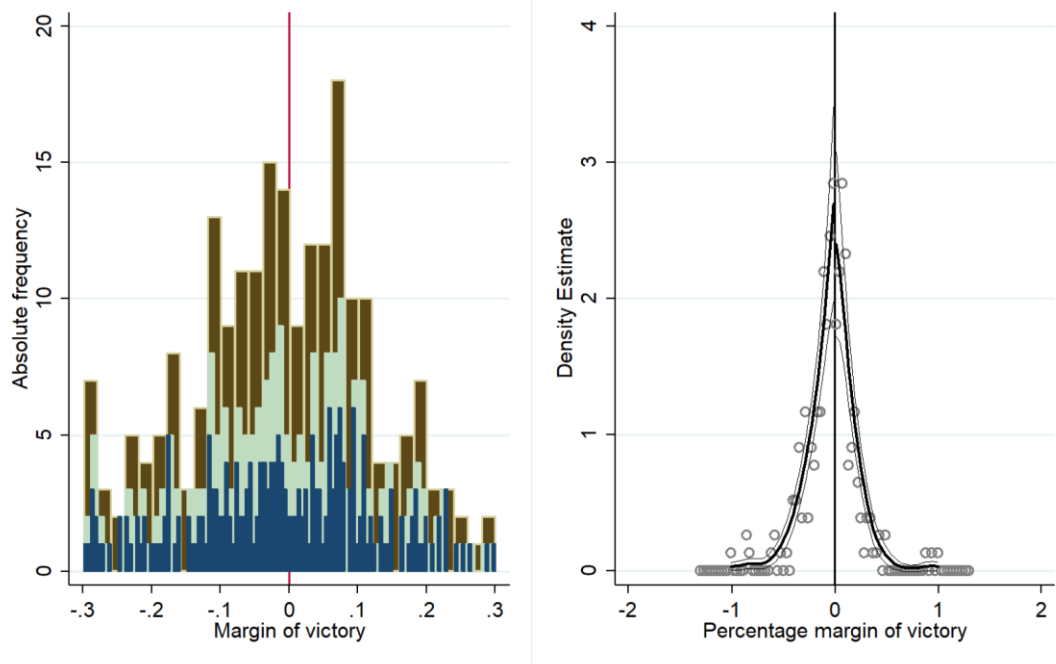 Absolute frequency
20
15
10
5
0
-.3 -.2 -.1 0 .1 .2 .3
Margin of victory
Density Estimate
4
3
2
1
0
-2 -1 0 1 2
Percentage margin of victory